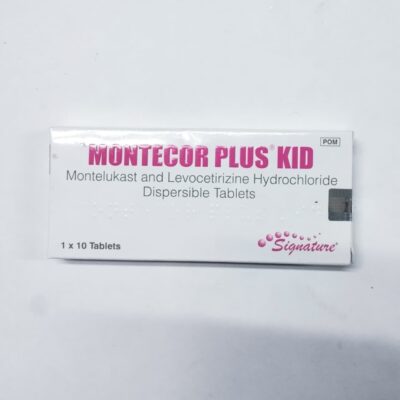 POM
MONTECOR PLUS® KID
Montelukast and Levocetirizine Hydrochloride
Dispersible Tablets
1 x 10 Tablets
Signature®